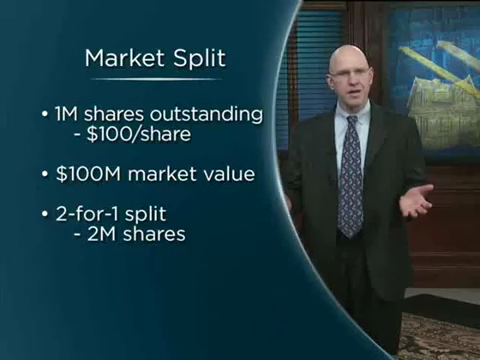 Market Split
• 1M shares outstanding
- $100/share
• $100M market value
• 2-for-1 split
- 2M shares